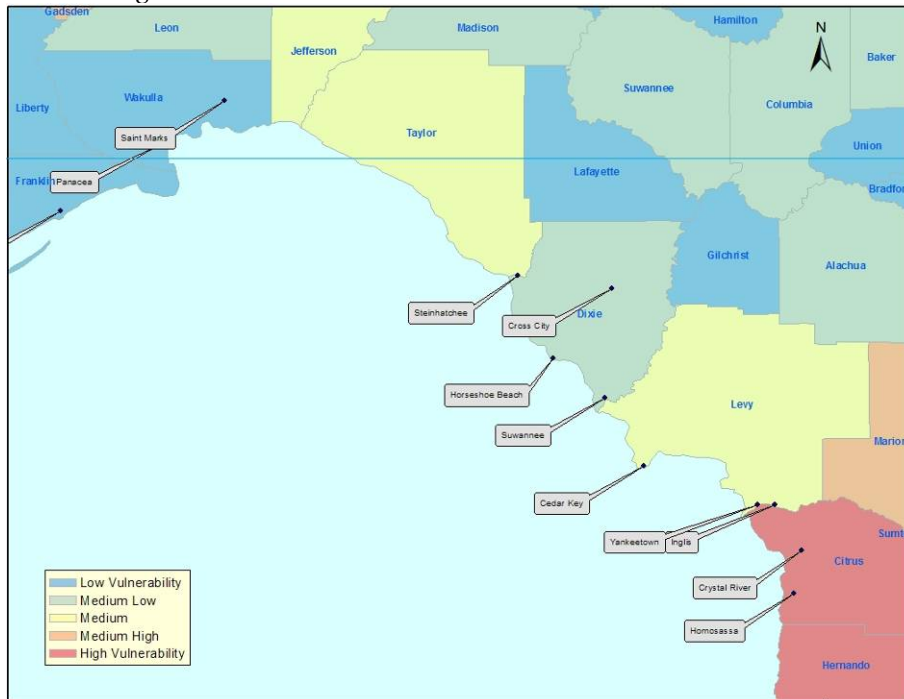 Gadsden
Leon
Madison
Hamilton
Jefferson
N
Baker
Suwannee
Wakulla
Columbia
Liberty
Taylor
Saint Marks
Union
Lafayette
Franklin
Panacea
Bradfor
Gilchrist
Alachua
Steinhatchee
Cross City
Dixie
Horseshoe Beach
Levy
Suwannee
Marion
Cedar Key
Yankeetown
Inglis
Sumt
Citrus
Crystal River
Homosassa
Hernando
Low Vulnerability
Medium Low
Medium
Medium High
High Vulnerability